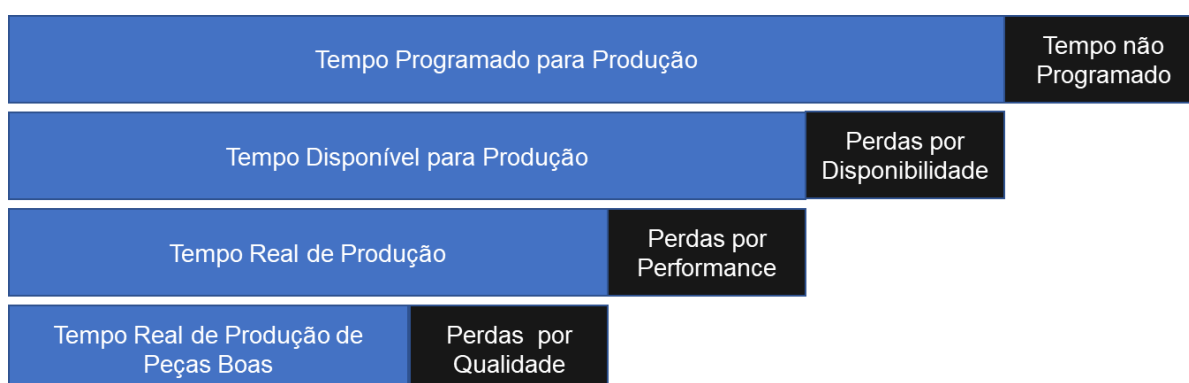 Tempo Programado para Produção
Tempo não
Programado
Tempo Disponível para Produção
Perdas por
Disponibilidade
Tempo Real de Produção
Perdas por
Performance
Tempo Real de Produção de
Peças Boas
Perdas por
Qualidade